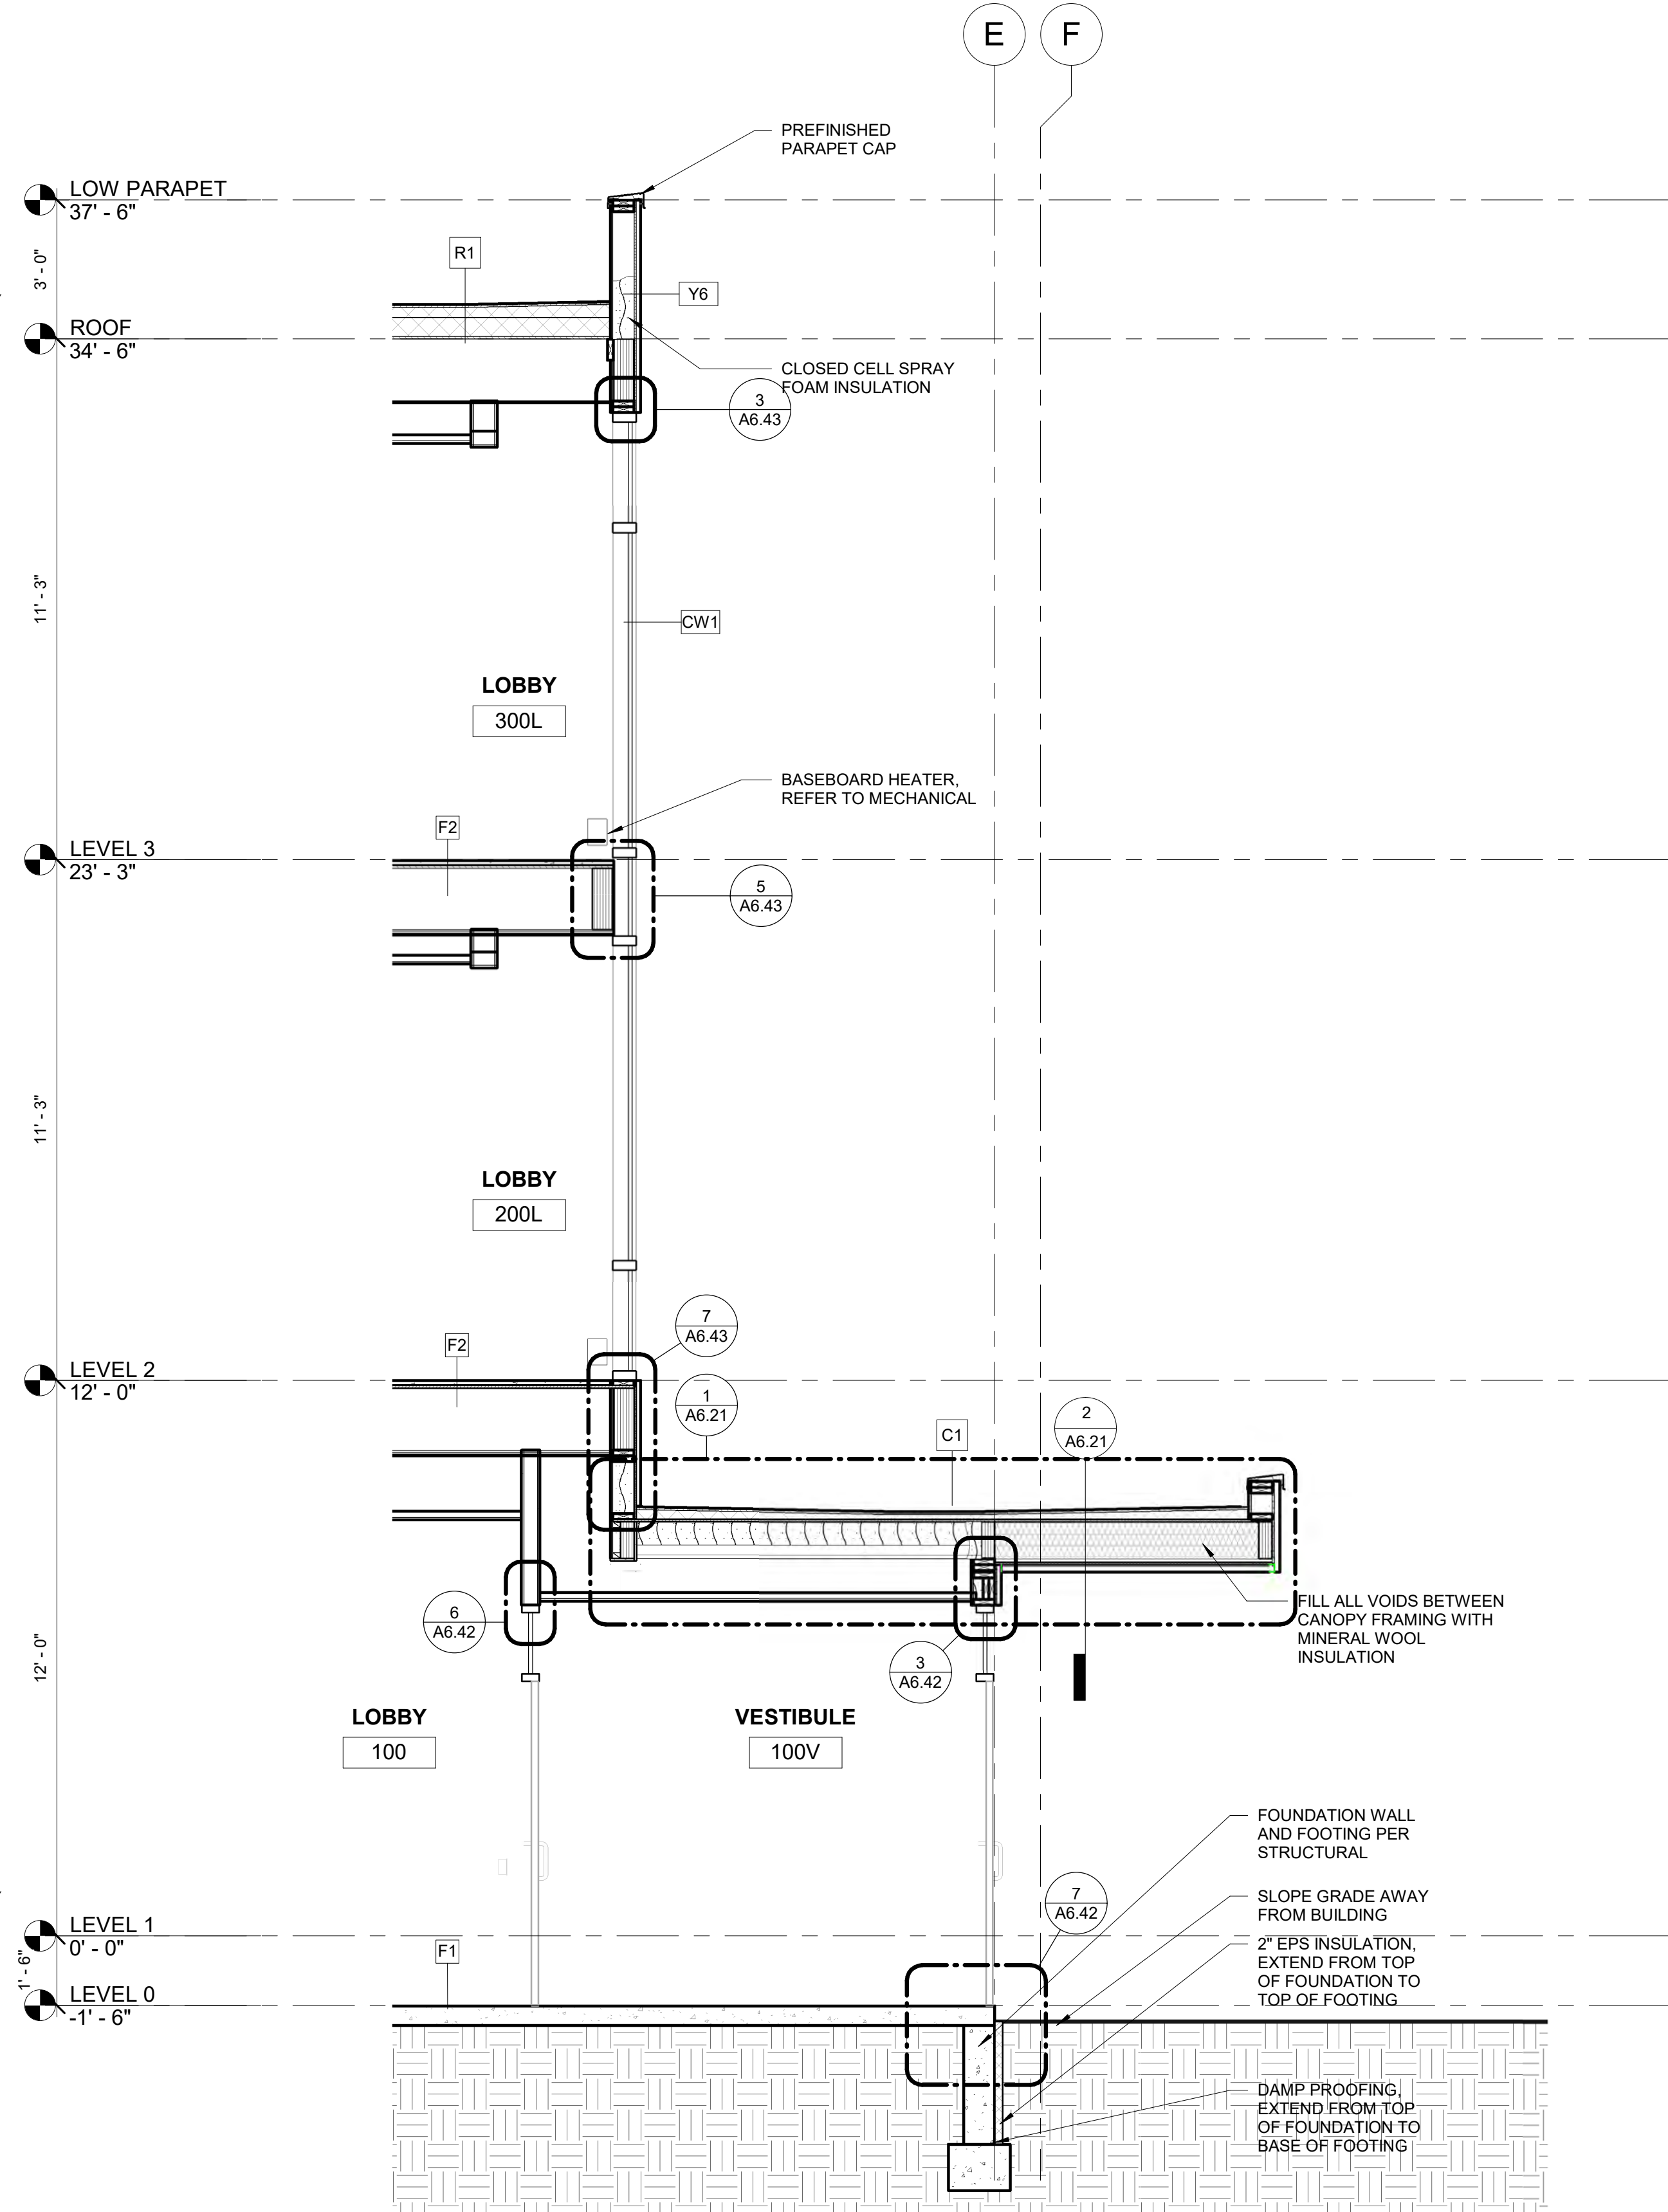 E
F
PREFINISHED
PARAPET CAP
LOW PARAPET
37' - 6"
R1
3' - 0"
Y6
ROOF
34' - 6"
CLOSED CELL SPRAY
FOAM INSULATION
3
A6.43
11' - 3"
CW1
LOBBY
300L
BASEBOARD HEATER,
REFER TO MECHANICAL
F2
LEVEL 3
23' - 3"
5
A6.43
11' - 3"
LOBBY
200L
7
A6.43
F2
LEVEL 2
12' - 0"
1
A6.21
2
A6.21
C1
FILL ALL VOIDS BETWEEN
CANOPY FRAMING WITH
MINERAL WOOL
INSULATION
6
A6.42
12' - 0"
3
A6.42
LOBBY
100
VESTIBULE
100V
FOUNDATION WALL
AND FOOTING PER
STRUCTURAL
7
A6.42
SLOPE GRADE AWAY
FROM BUILDING
LEVEL 1
0' - 0"
F1
2" EPS INSULATION,
EXTEND FROM TOP
OF FOUNDATION TO
TOP OF FOOTING
1' - 6"
LEVEL 0
-1' - 6"
DAMP PROOFING,
EXTEND FROM TOP
OF FOUNDATION TO
BASE OF FOOTING